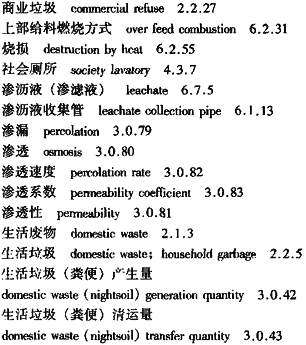 商业垃圾 commercial refuse 2.2.27
上部给料燃烧方式 over feed combustion 6.2.31
烧损 destruction by heat 6.2.55
社会厕所 society lavatory 4.3.7
渗沥液（渗滤液） leachate 6.7.5
渗沥液收集管 leachate collection pipe 6.1.13
渗漏 percolation 3.0.79
渗透 osmosis 3.0.80
渗透速度 percolation rate 3.0.82
渗透系数 permeability coefficient 3.0.83
渗透性 permeability 3.0.81
生活废物 domestic waste 2.1.3
生活垃圾 domestic waste; household garbage 2.2.5
生活垃圾（粪便）产生量
domestic waste (nightsoil) generation quantity 3.0.42
生活垃圾（粪便）清运量
domestic waste (nightsoil) transfer quantity 3.0.43